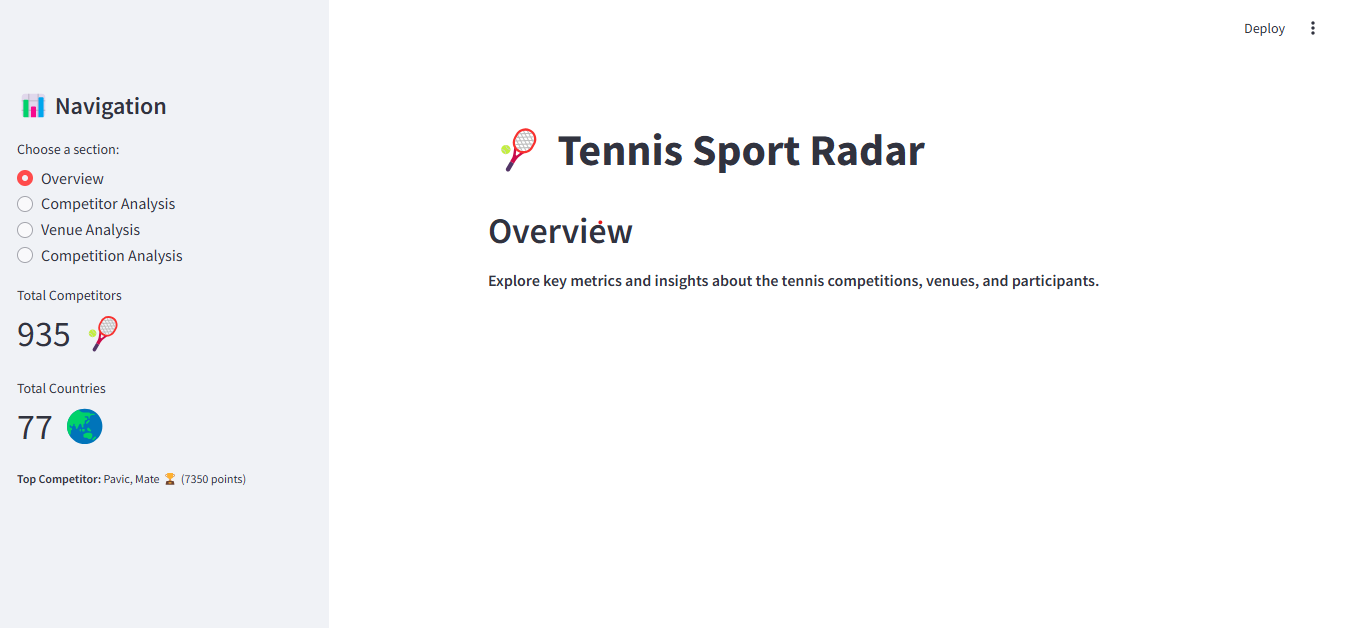 Deploy
Navigation
Choose a section:
Overview
Competitor Analysis
Venue Analysis
Competition Analysis
Total Competitors
935
Total Countries
77
Top Competitor: Pavic, Mate 🏆 (7350 points)
Tennis Sport Radar
Overview
Explore key metrics and insights about the tennis competitions, venues, and participants.